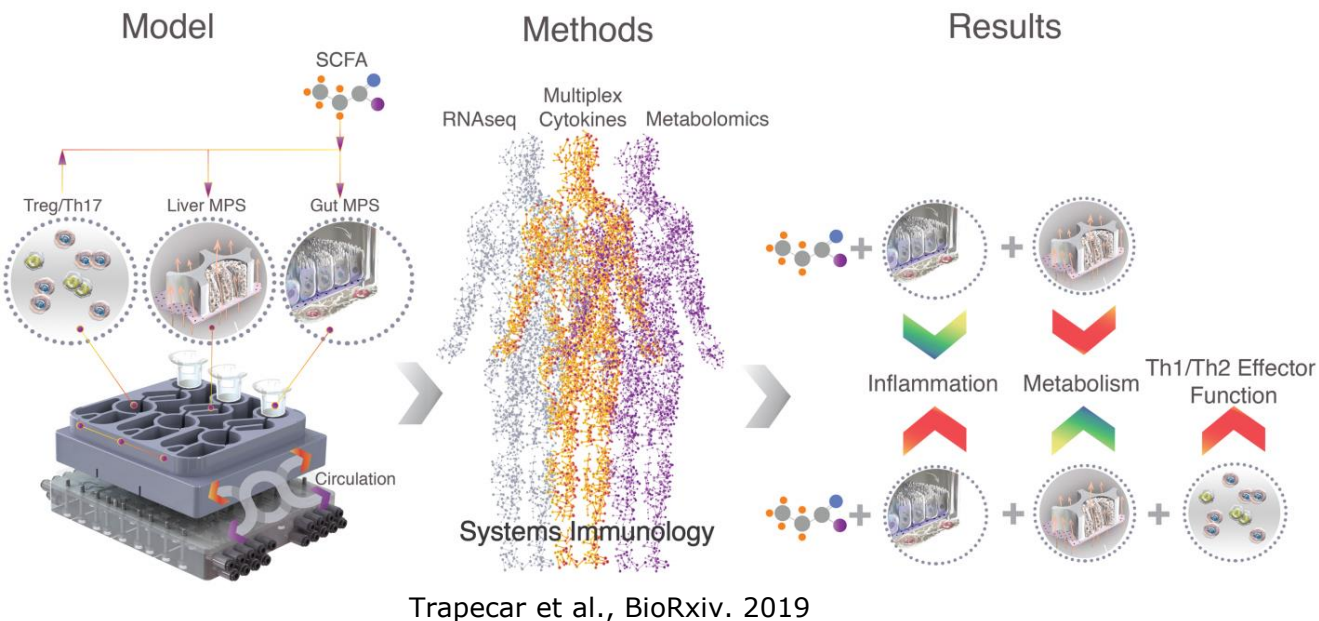 Model
Methods
Results
SCFA
RNAseq
Multiplex
Cytokines
Metabolomics
Treg/Th17
Liver MPS
Gut MPS
Circulation
Systems Immunology
Inflammation
Metabolism
Th1/Th2 Effector
Function
Trapecar et al., BioRxiv. 2019